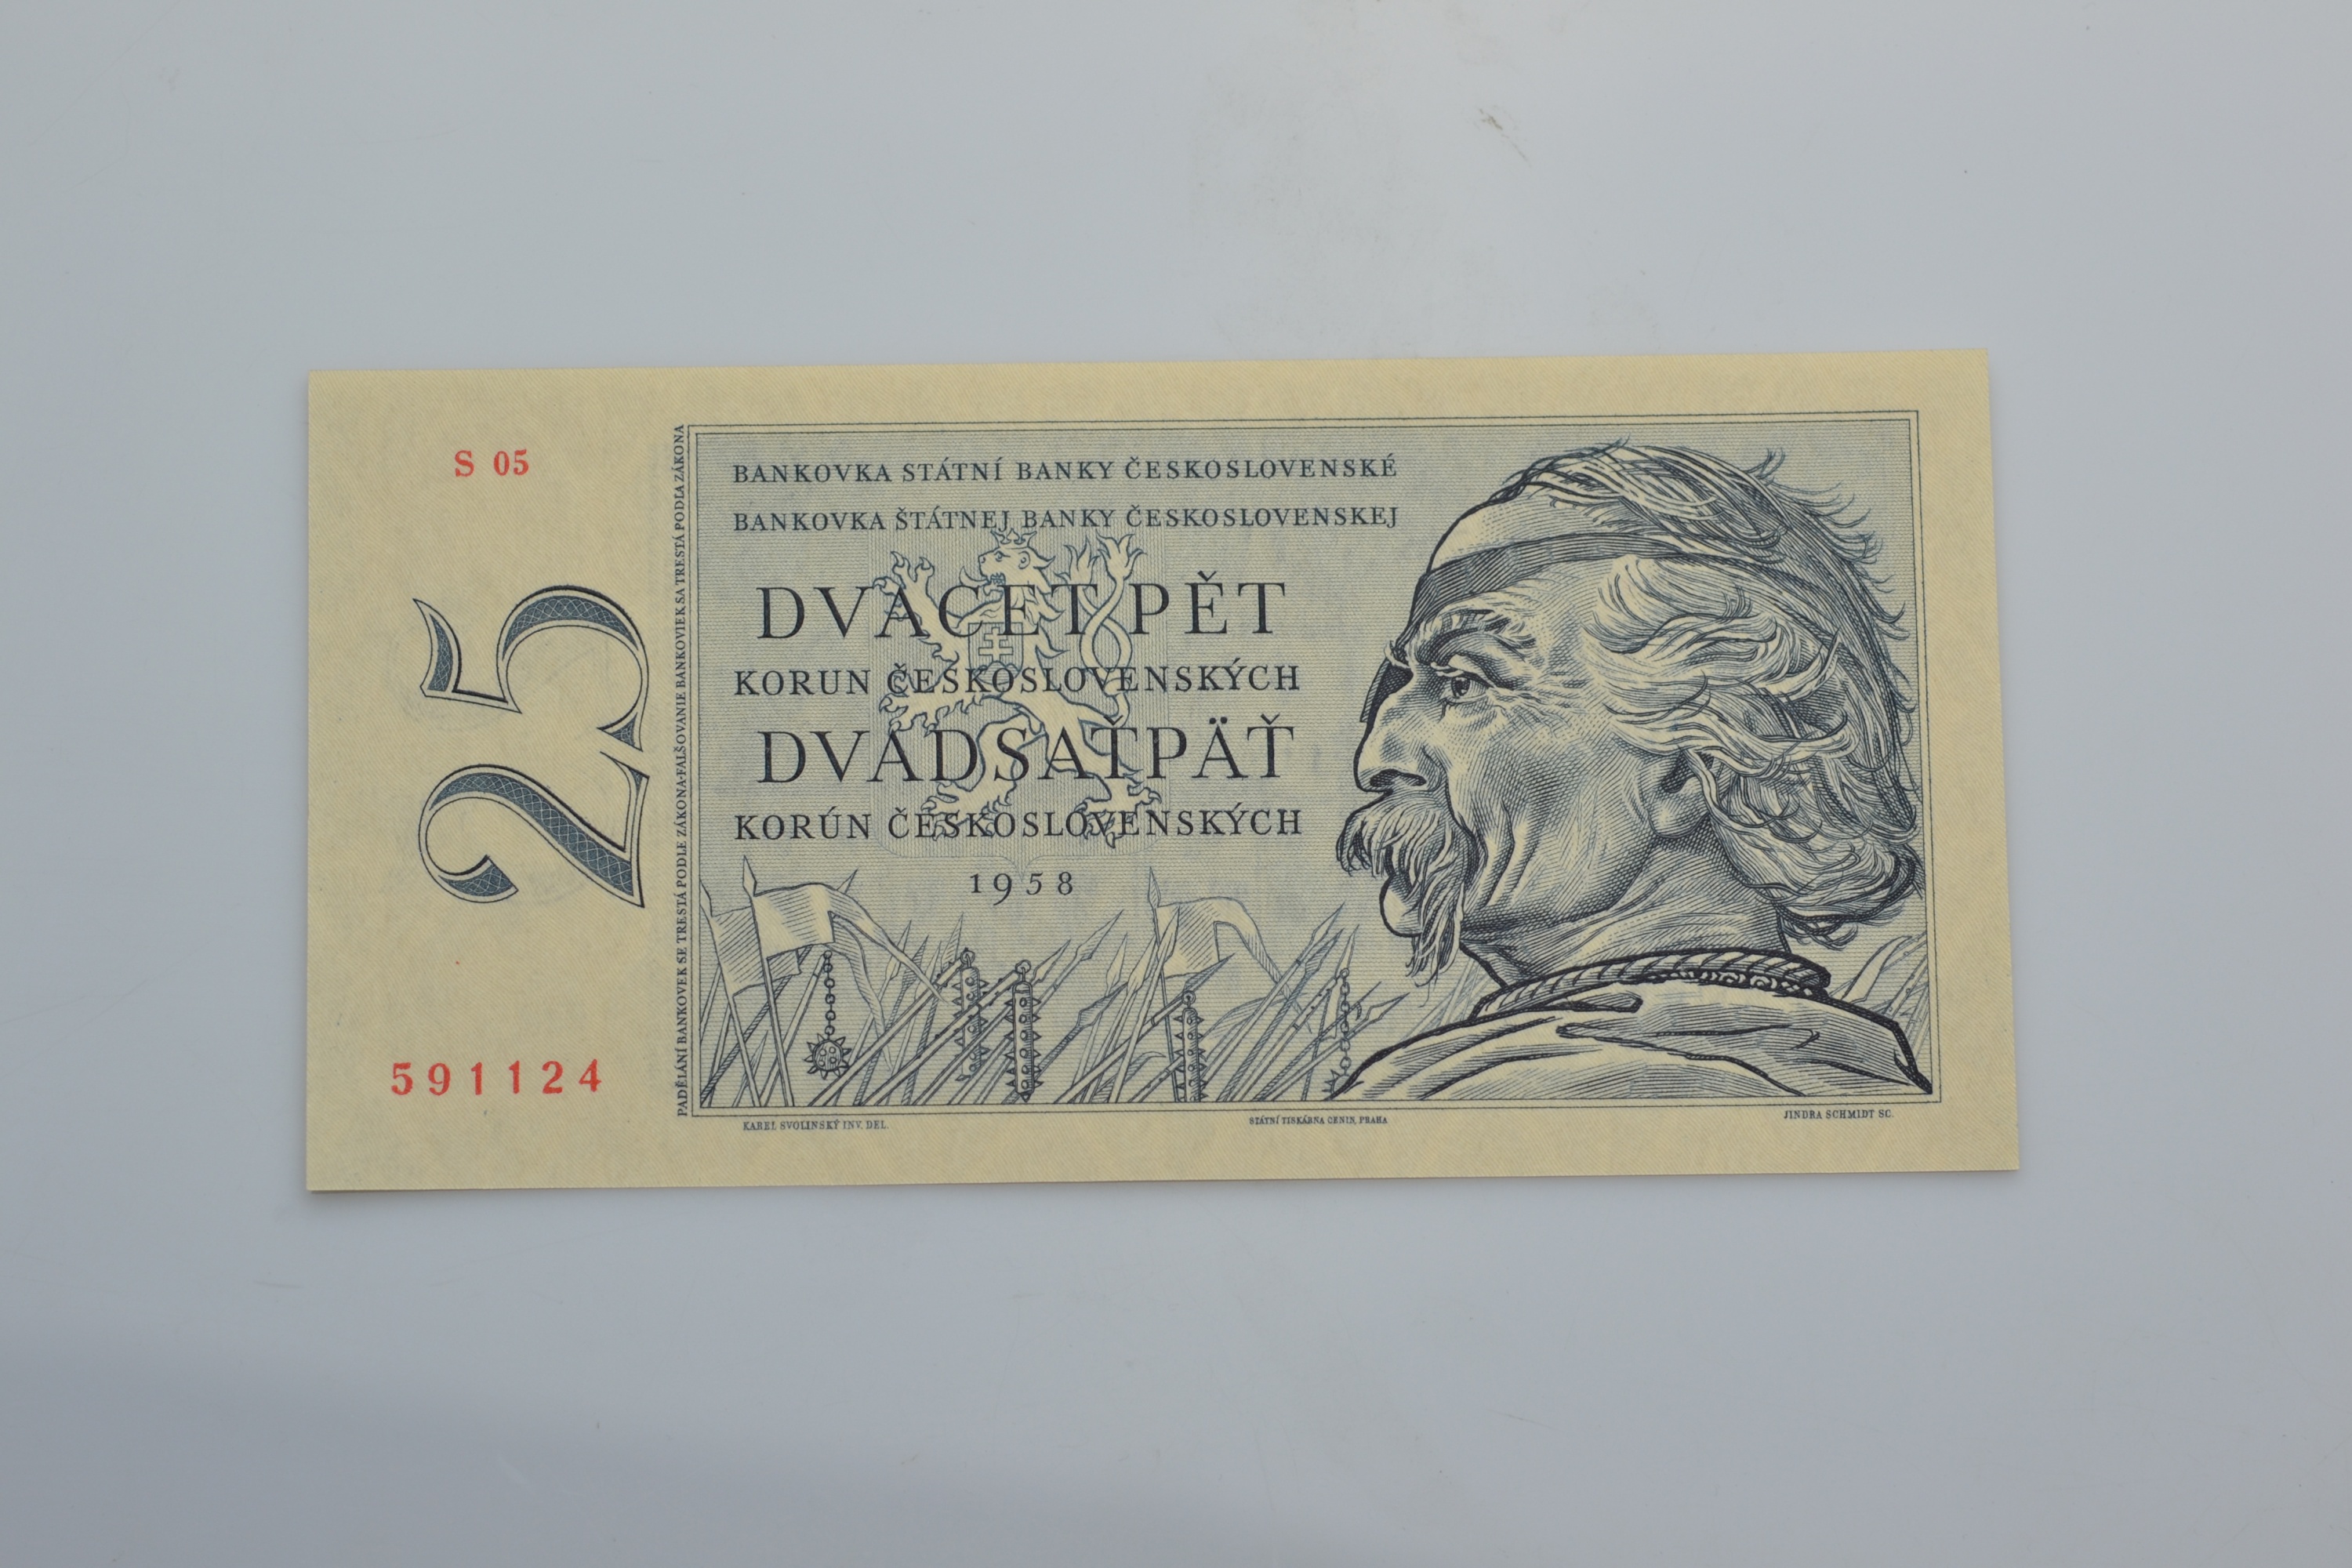 S 05
25
591124
PADĚLÁNÍ BANKOVEK SE TRESTÁ PODLE ZÁKONA-FALŠOVANIE BANKOVIEK SA TRESTÁ PODĽA ZÁKONA
BANKOVKA STÁTNÍ BANKY ČESKOSLOVENSKÉ
BANKOVKA ŠTÁTNEJ BANKY ČESKOSLOVENSKEJ
DVACET PĚT
KORUN ČESKOSLOVENSKÝCH
DVADSAŤPÄŤ
KORÚN ČESKOSLOVENSKÝCH
1958
KAREL SVOLINSKÝ INV. DEL.
STÁTNÍ TISKÁRNA CENIN, PRAHA
JINDRA SCHMIDT SC.